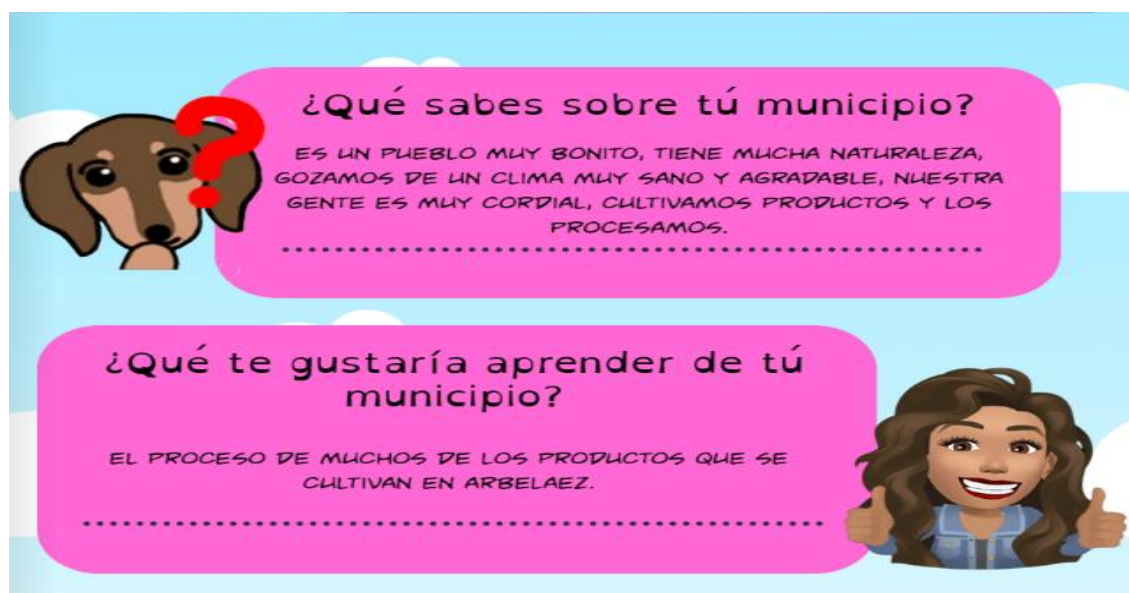 ¿Qué sabes sobre tú municipio?
ES UN PUEBLO MUY BONITO, TIENE MUCHA NATURALEZA,
GOZAMOS DE UN CLIMA MUY SANO Y AGRADABLE, NUESTRA
GENTE ES MUY CORDIAL, CULTIVAMOS PRODUCTOS Y LOS
PROCESAMOS.
¿Qué te gustaría aprender de tú
municipio?
EL PROCESO DE MUCHOS DE LOS PRODUCTOS QUE SE
CULTIVAN EN ARBELAEZ.